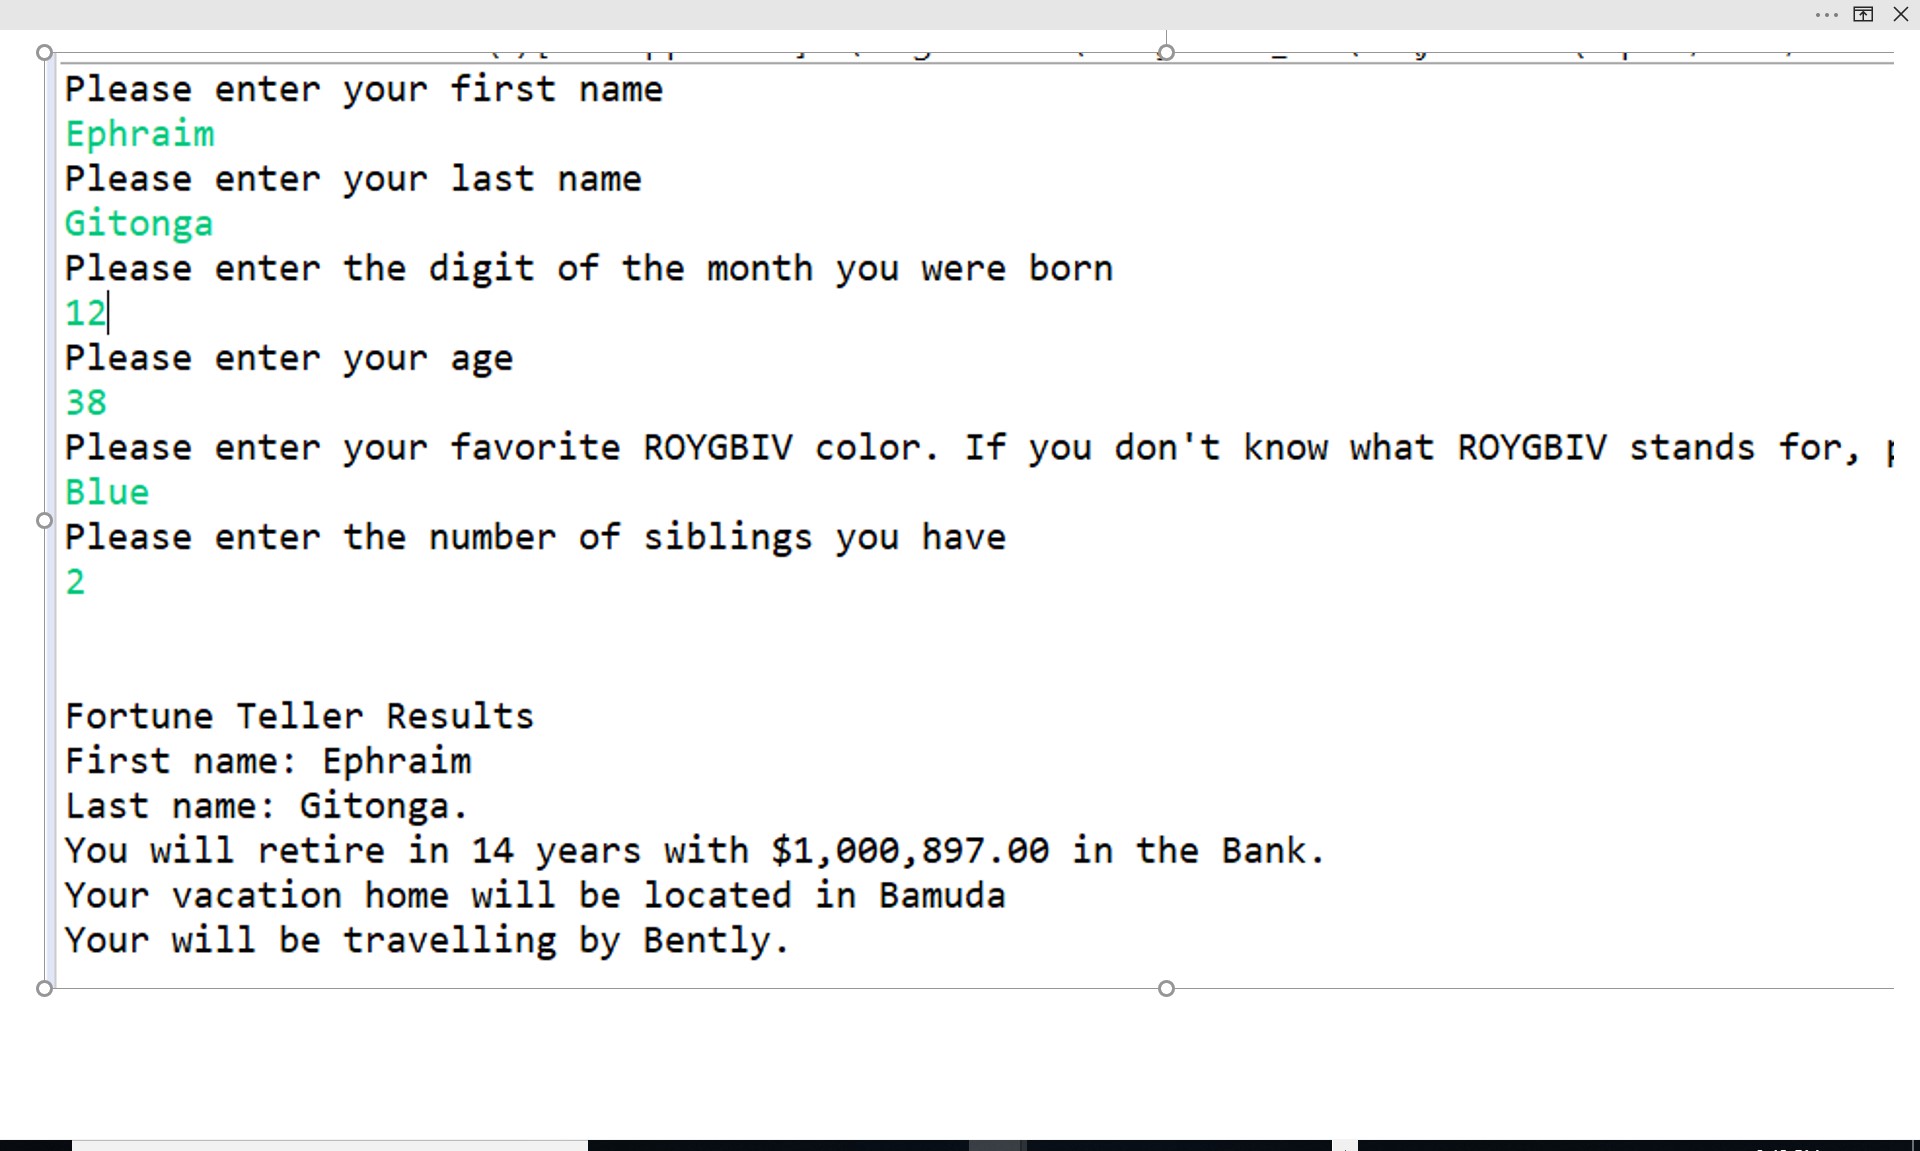 Please enter your first name
Ephraim
Please enter your last name
Gitonga
Please enter the digit of the month you were born
12
Please enter your age
38
Please enter your favorite ROYGBIV color. If you don't know what ROYGBIV stands for,
Blue
Please enter the number of siblings you have
2
Fortune Teller Results
First name: Ephraim
Last name: Gitonga.
You will retire in 14 years with $1,000,897.00 in the Bank.
Your vacation home will be located in Bamuda
Your will be travelling by Bently.